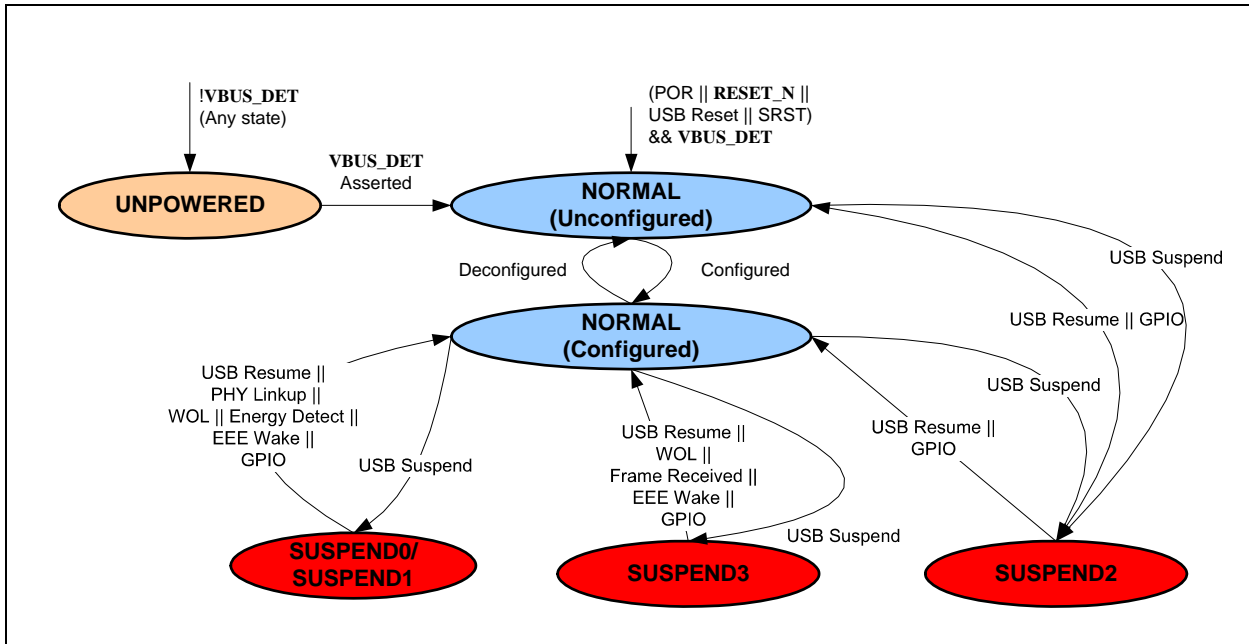 !VBUS_DET
(Any state)
(POR || RESET_N ||
USB Reset || SRST)
&& VBUS_DET
VBUS_DET
Asserted
UNPOWERED
NORMAL
(Unconfigured)
USB Suspend
Deconfigured
Configured
USB Resume || GPIO
NORMAL
(Configured)
USB Resume ||
PHY Linkup ||
WOL || Energy Detect ||
EEE Wake ||
GPIO
USB Suspend
USB Resume ||
WOL ||
Frame Received ||
EEE Wake ||
GPIO
USB Suspend
USB Resume ||
GPIO
USB Suspend
SUSPEND0/
SUSPEND1
SUSPEND3
SUSPEND2